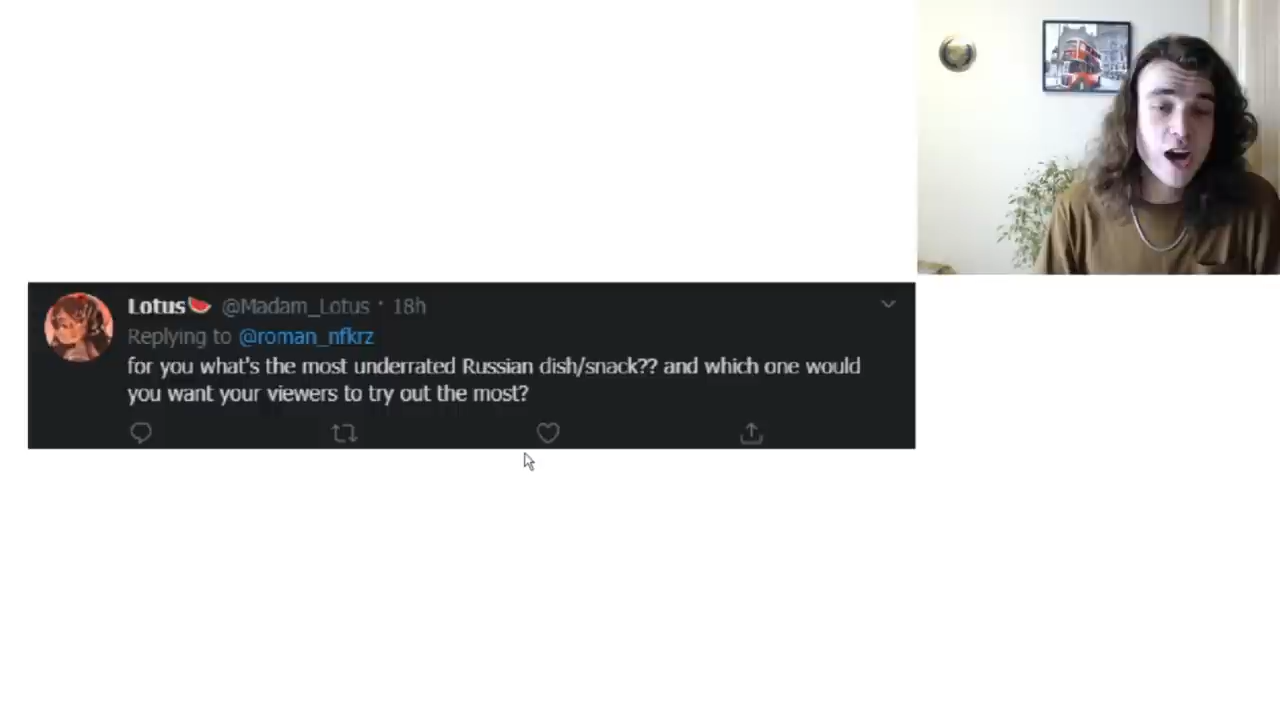 Lotus🍉 @Madam_Lotus · 18h
Replying to @roman_nfkrz
for you what's the most underrated Russian dish/snack?? and which one would
you want your viewers to try out the most?